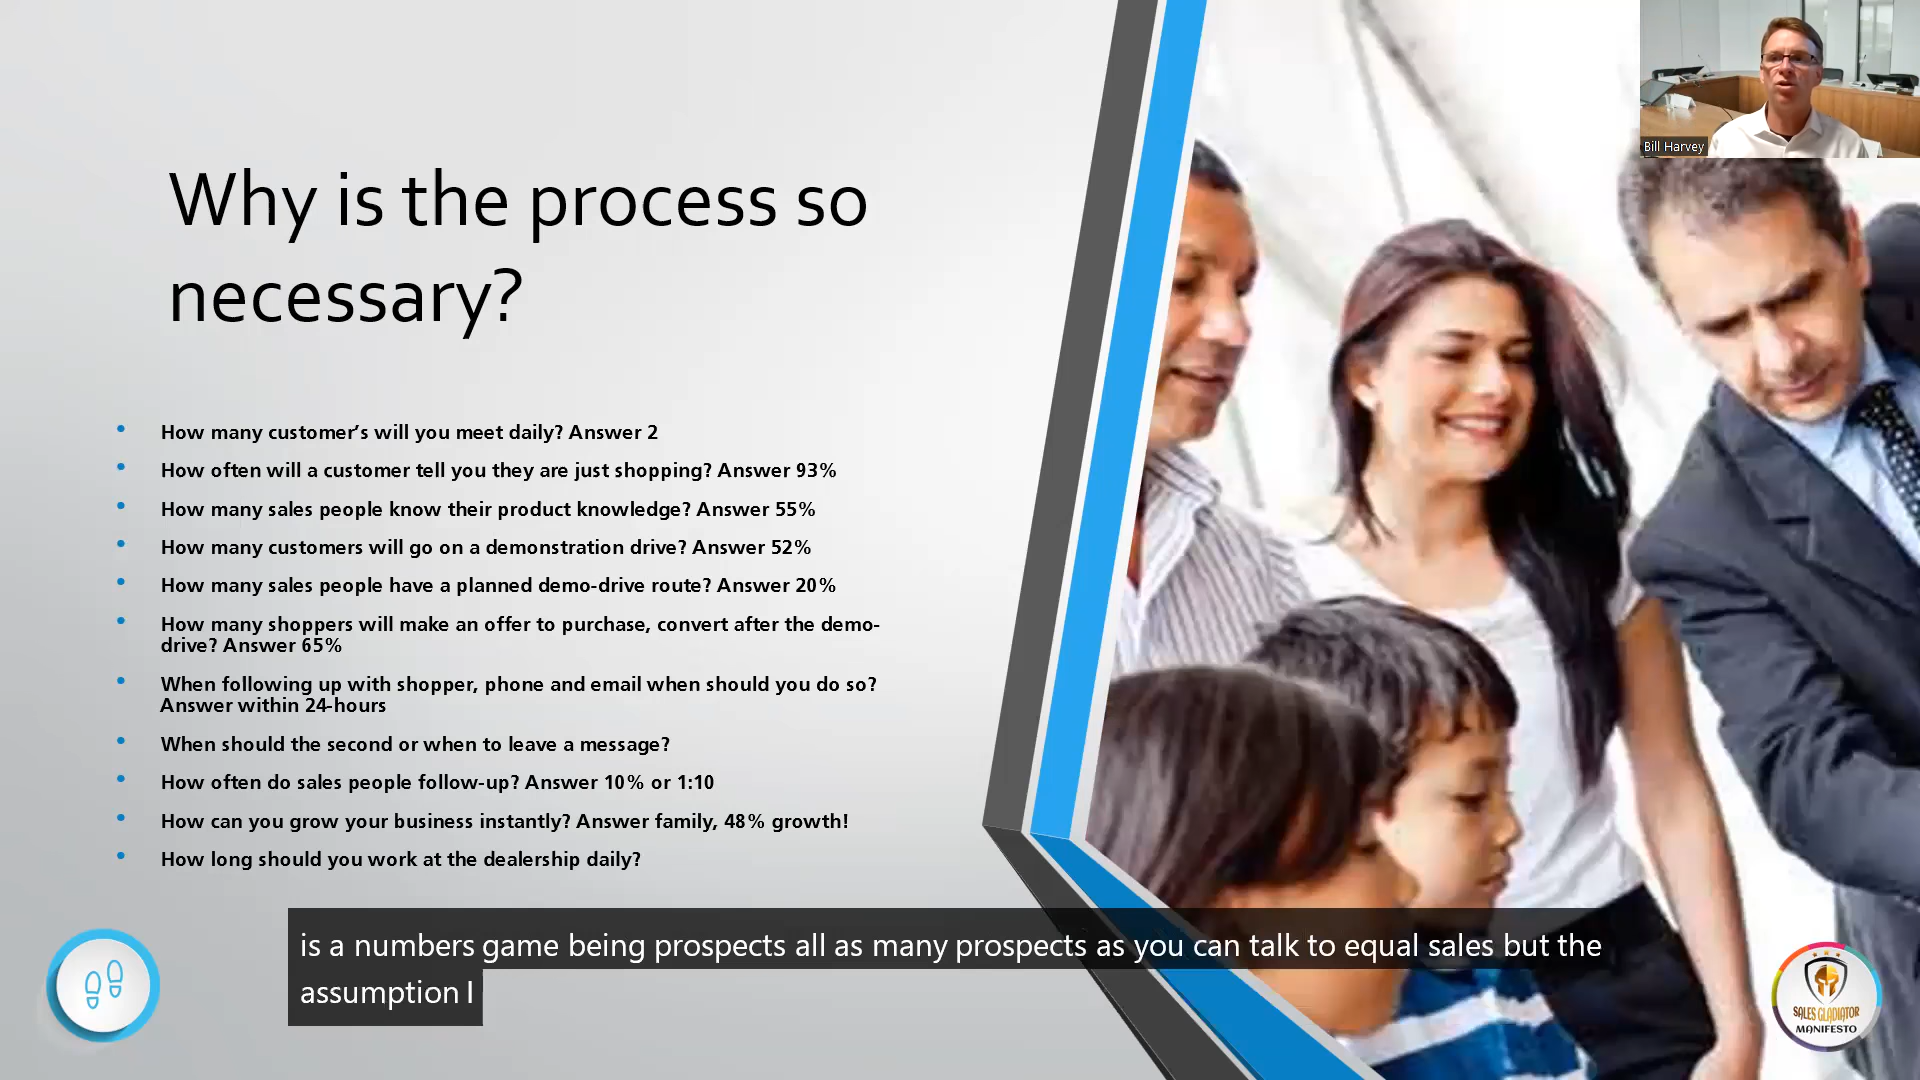 Bill Harvey
Why is the process so
necessary?
How many customer’s will you meet daily? Answer 2
How often will a customer tell you they are just shopping? Answer 93%
How many sales people know their product knowledge? Answer 55%
How many customers will go on a demonstration drive? Answer 52%
How many sales people have a planned demo-drive route? Answer 20%
How many shoppers will make an offer to purchase, convert after the demo-
drive? Answer 65%
When following up with shopper, phone and email when should you do so?
Answer within 24-hours
When should the second or when to leave a message?
How often do sales people follow-up? Answer 10% or 1:10
How can you grow your business instantly? Answer family, 48% growth!
How long should you work at the dealership daily?
is a numbers game being prospects all as many prospects as you can talk to equal sales but the
assumption I
SALES GLADIATOR
MANIFESTO